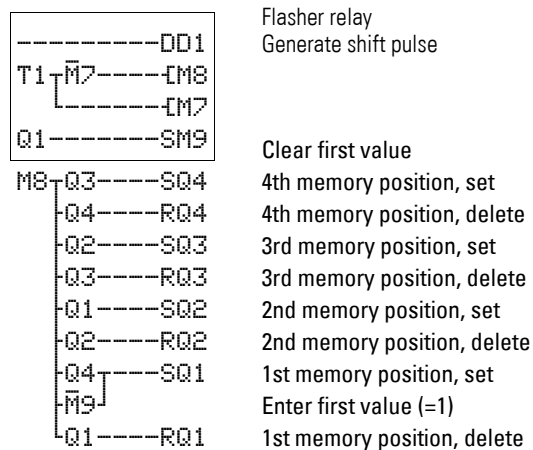 Flasher relay
---------DD1 Generate shift pulse
T1┬M̅7----[M8
└------[M7
Q1-------SM9 Clear first value
M8┬Q3----SQ4 4th memory position, set
├Q4----RQ4 4th memory position, delete
├Q2----SQ3 3rd memory position, set
├Q3----RQ3 3rd memory position, delete
├Q1----SQ2 2nd memory position, set
├Q2----RQ2 2nd memory position, delete
├Q4┬---SQ1 1st memory position, set
├M̅9┘ Enter first value (=1)
└Q1----RQ1 1st memory position, delete